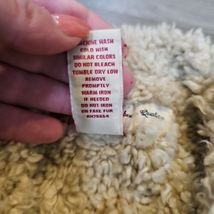 MACHINE WASH
COLD WITH
SIMILAR COLORS
DO NOT BLEACH
TUMBLE DRY LOW
REMOVE
PROMPTLY
WARM IRON
IF NEEDED
DO NOT IRON
ON FAKE FUR